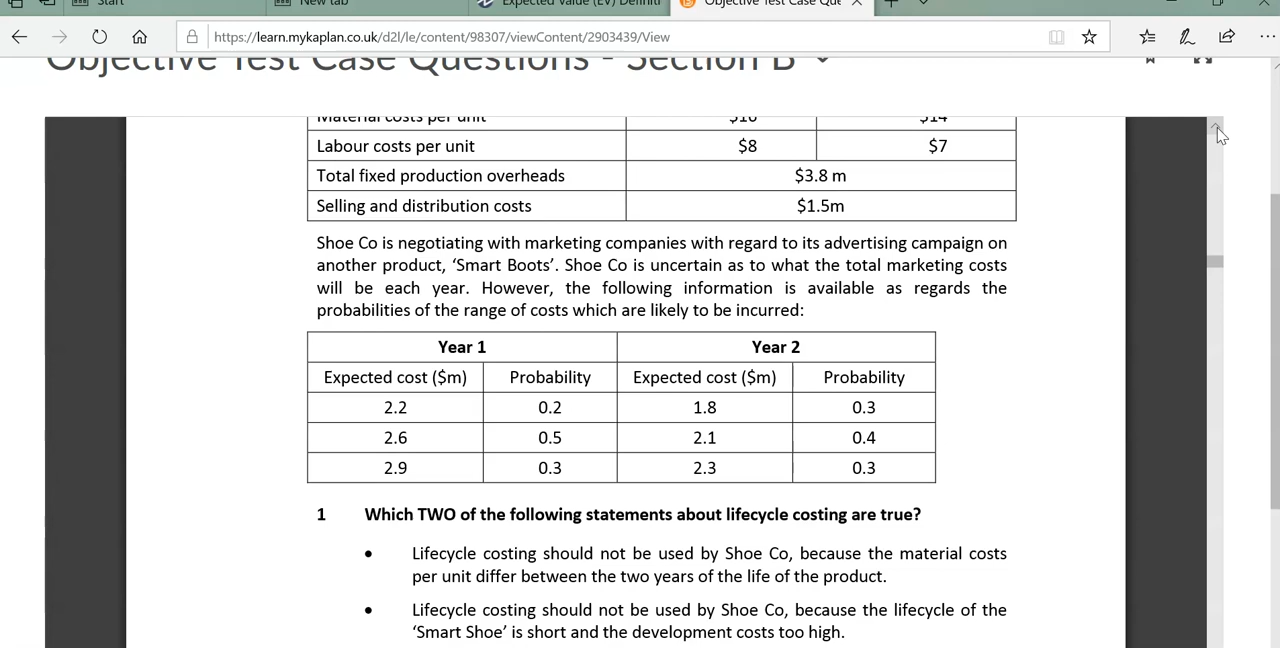 Start New tab Expected Value (EV) Definiti Objective Test Case Que
https://learn.mykaplan.co.uk/d2l/le/content/98307/viewContent/2903439/View
Objective Test Case Questions - Section B
Material costs per unit $14
Labour costs per unit $8 $7
Total fixed production overheads $3.8 m
Selling and distribution costs $1.5m
Shoe Co is negotiating with marketing companies with regard to its advertising campaign on
another product, ‘Smart Boots’. Shoe Co is uncertain as to what the total marketing costs
will be each year. However, the following information is available as regards the
probabilities of the range of costs which are likely to be incurred:
Year 1 Year 2
Expected cost ($m) Probability Expected cost ($m) Probability
2.2 0.2 1.8 0.3
2.6 0.5 2.1 0.4
2.9 0.3 2.3 0.3
1 Which TWO of the following statements about lifecycle costing are true?
• Lifecycle costing should not be used by Shoe Co, because the material costs
per unit differ between the two years of the life of the product.
• Lifecycle costing should not be used by Shoe Co, because the lifecycle of the
‘Smart Shoe’ is short and the development costs too high.